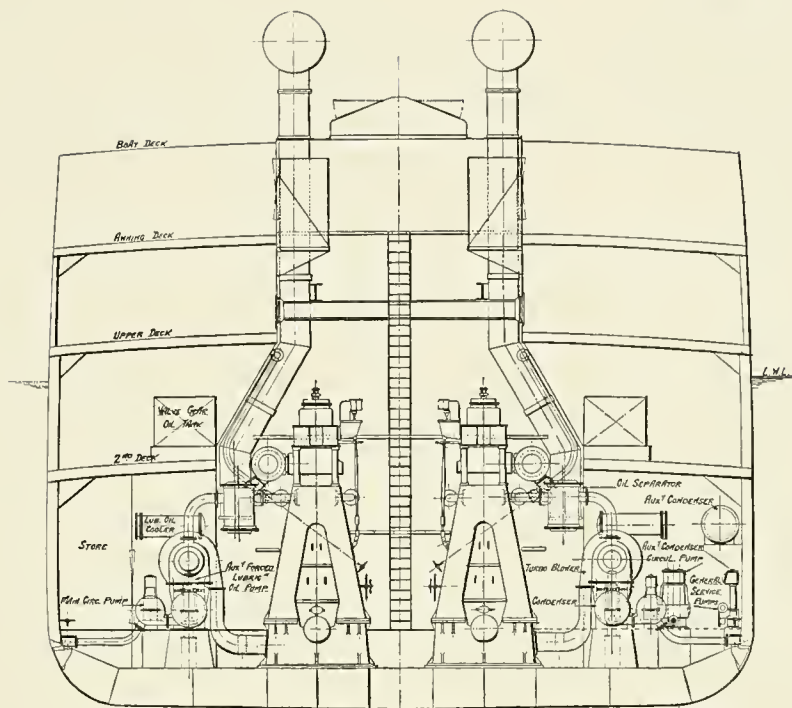 BOAT DECK
AWNING DECK
UPPER DECK
L.W.L.
VALVE GEAR
OIL TANK
2ND DECK
OIL SEPARATOR
AUXY CONDENSER
LUB. OIL
COOLER
STORE
AUXY CONDENSER
CIRCUL. PUMP
AUXY FORCED
LUBRICN
OIL PUMP
TURBO BLOWER
GENERAL
SERVICE
PUMPS
MAIN CIRC. PUMP
CONDENSER